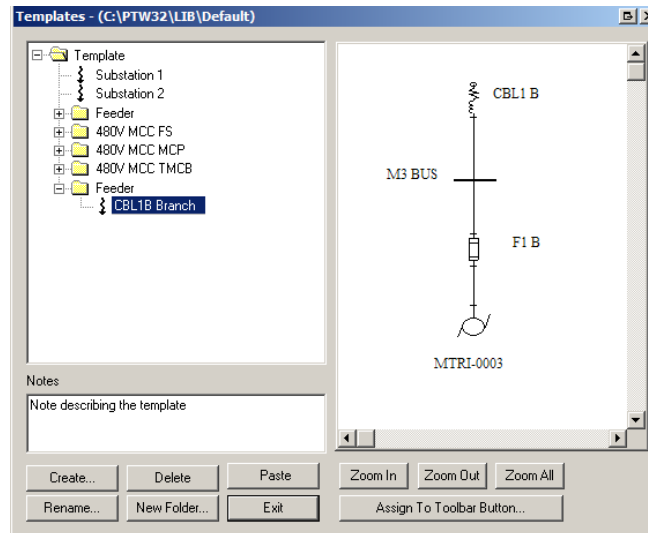 Templates - (C:\PTW32\LIB\Default)
Template
Substation 1
Substation 2
Feeder
480V MCC FS
480V MCC MCP
480V MCC TMCB
Feeder
CBL1B Branch
CBL1 B
M3 BUS
F1 B
MTRI-0003
Notes
Note describing the template
Create... Delete Paste
Rename... New Folder... Exit
Zoom In Zoom Out Zoom All
Assign To Toolbar Button...